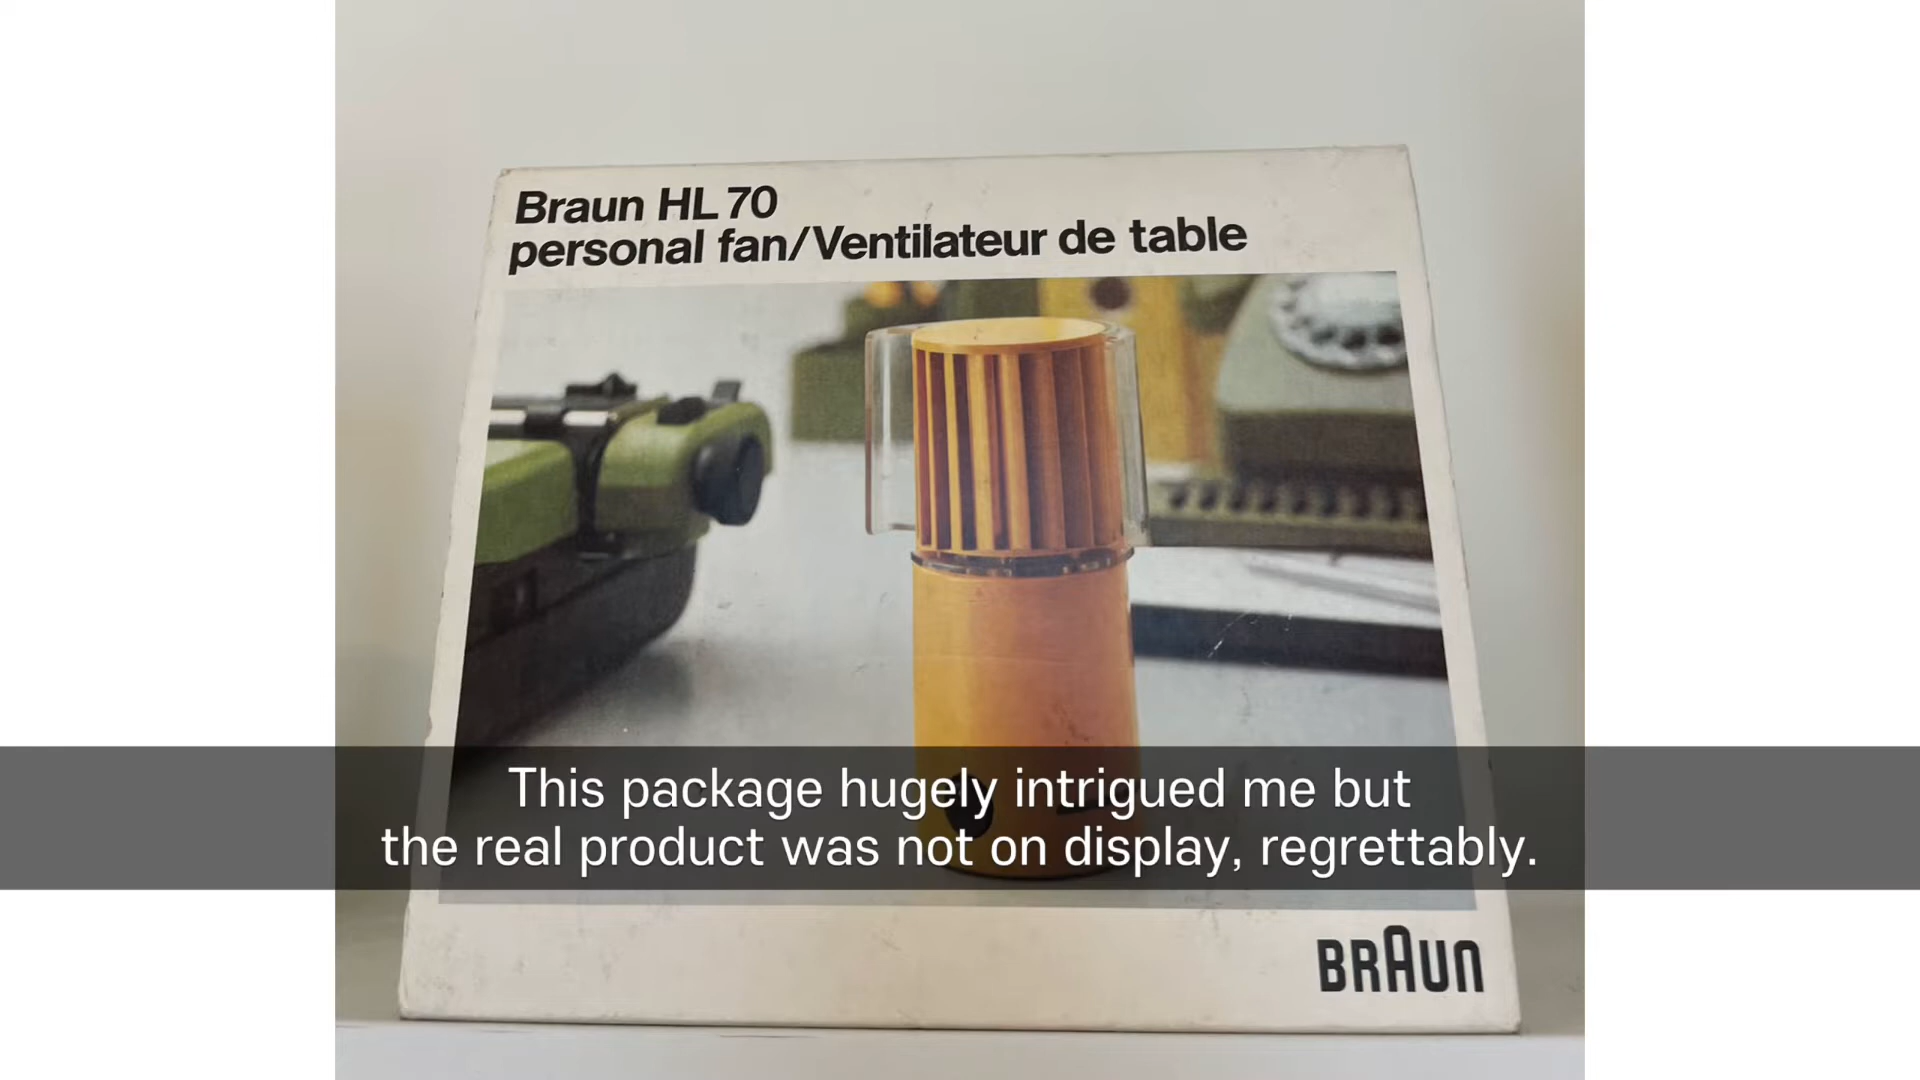 Braun HL 70
personal fan/Ventilateur de table
This package hugely intrigued me but
the real product was not on display, regrettably.
BRAUN